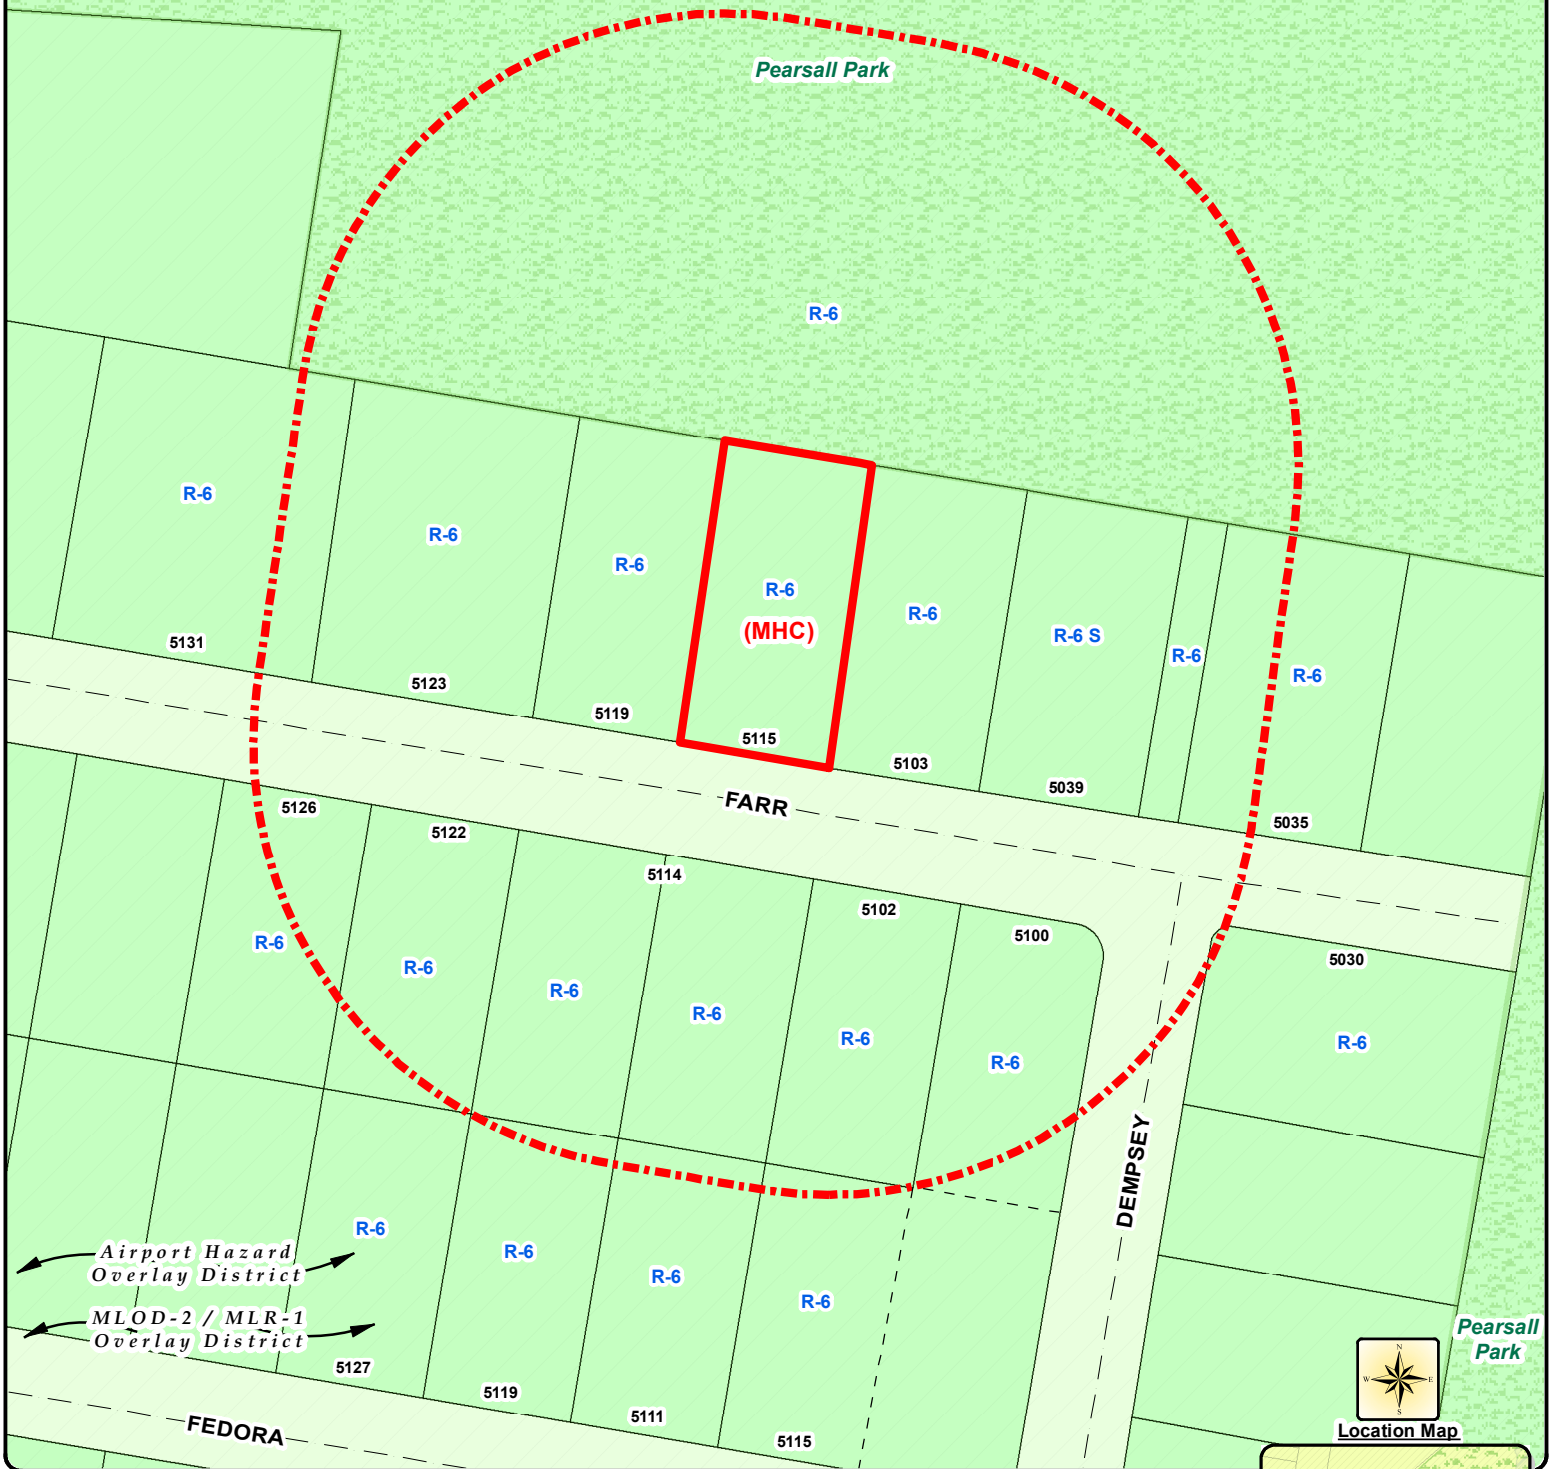 Pearsall Park
R-6
R-6
R-6
R-6
R-6
(MHC)
R-6
R-6 S
R-6
R-6
5131
5123
5119
5115
5103
5039
5035
FARR
5126
5122
5114
5102
5100
5030
R-6
R-6
R-6
R-6
R-6
R-6
R-6
DEMPSEY
R-6
R-6
R-6
R-6
Airport Hazard
Overlay District
MLOD-2 / MLR-1
Overlay District
5127
5119
5111
5115
FEDORA
Pearsall
Park
N
W
E
S
Location Map